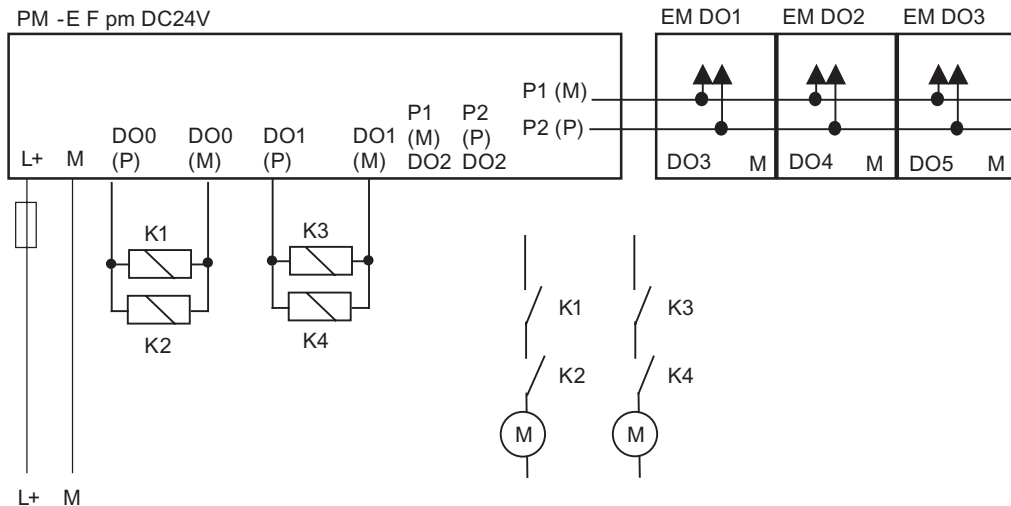 PM -E F pm DC24V
EM DO1 EM DO2 EM DO3
P1 (M)
P2 (P)
L+ M
DO0 (P)
DO0 (M)
DO1 (P)
DO1 (M)
P1 (M) DO2
P2 (P) DO2
DO3 M DO4 M DO5 M
K1
K2
K3
K4
K1
K2
M
K3
K4
M
L+ M